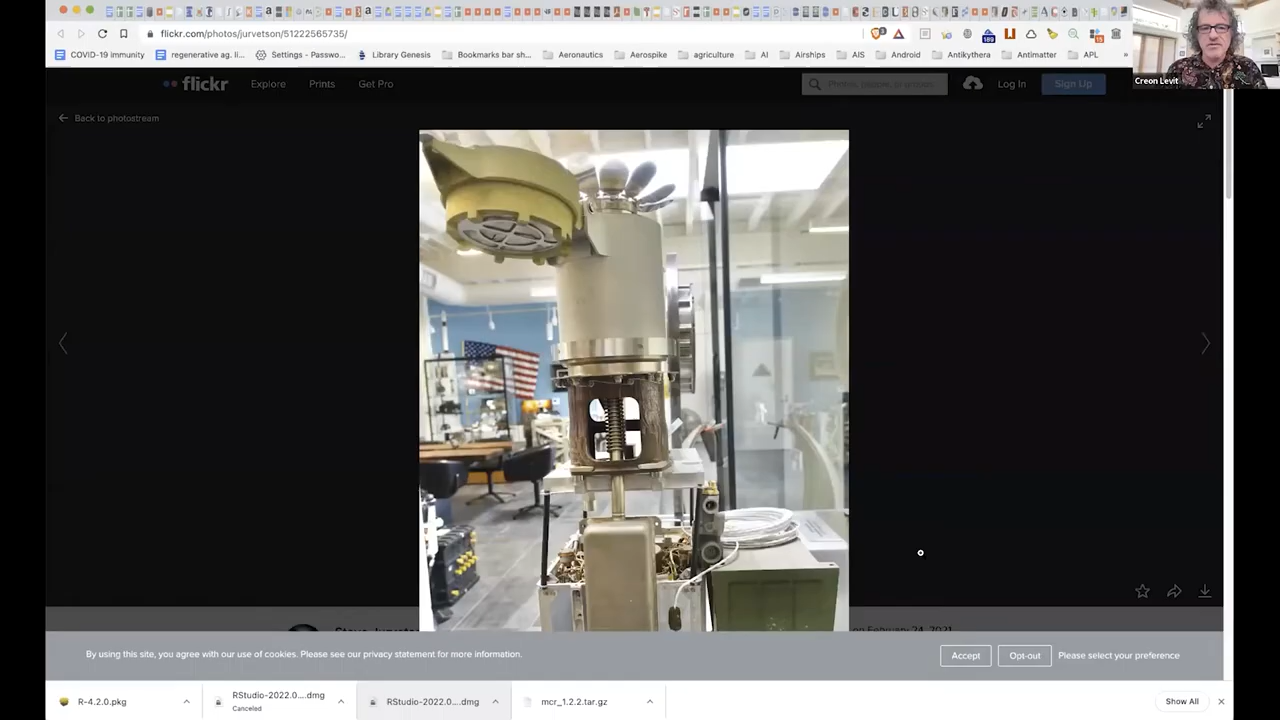 flickr.com/photos/jurvetson/51222565735/
COVID-19 immunity
regenerative ag. li...
Settings - Passwo...
Library Genesis
Bookmarks bar sh...
Aeronautics
Aerospike
agriculture
AI
Airships
AIS
Android
Antikythera
Antimatter
APL
»
Creon Levit
flickr
Explore
Prints
Get Pro
Photos, people, or groups
Log In
Sign Up
Back to photostream
By using this site, you agree with our use of cookies. Please see our privacy statement for more information.
Accept
Opt-out
Please select your preference
R-4.2.0.pkg
RStudio-2022.0....dmg
Canceled
RStudio-2022.0....dmg
mcr_1.2.2.tar.gz
Show All